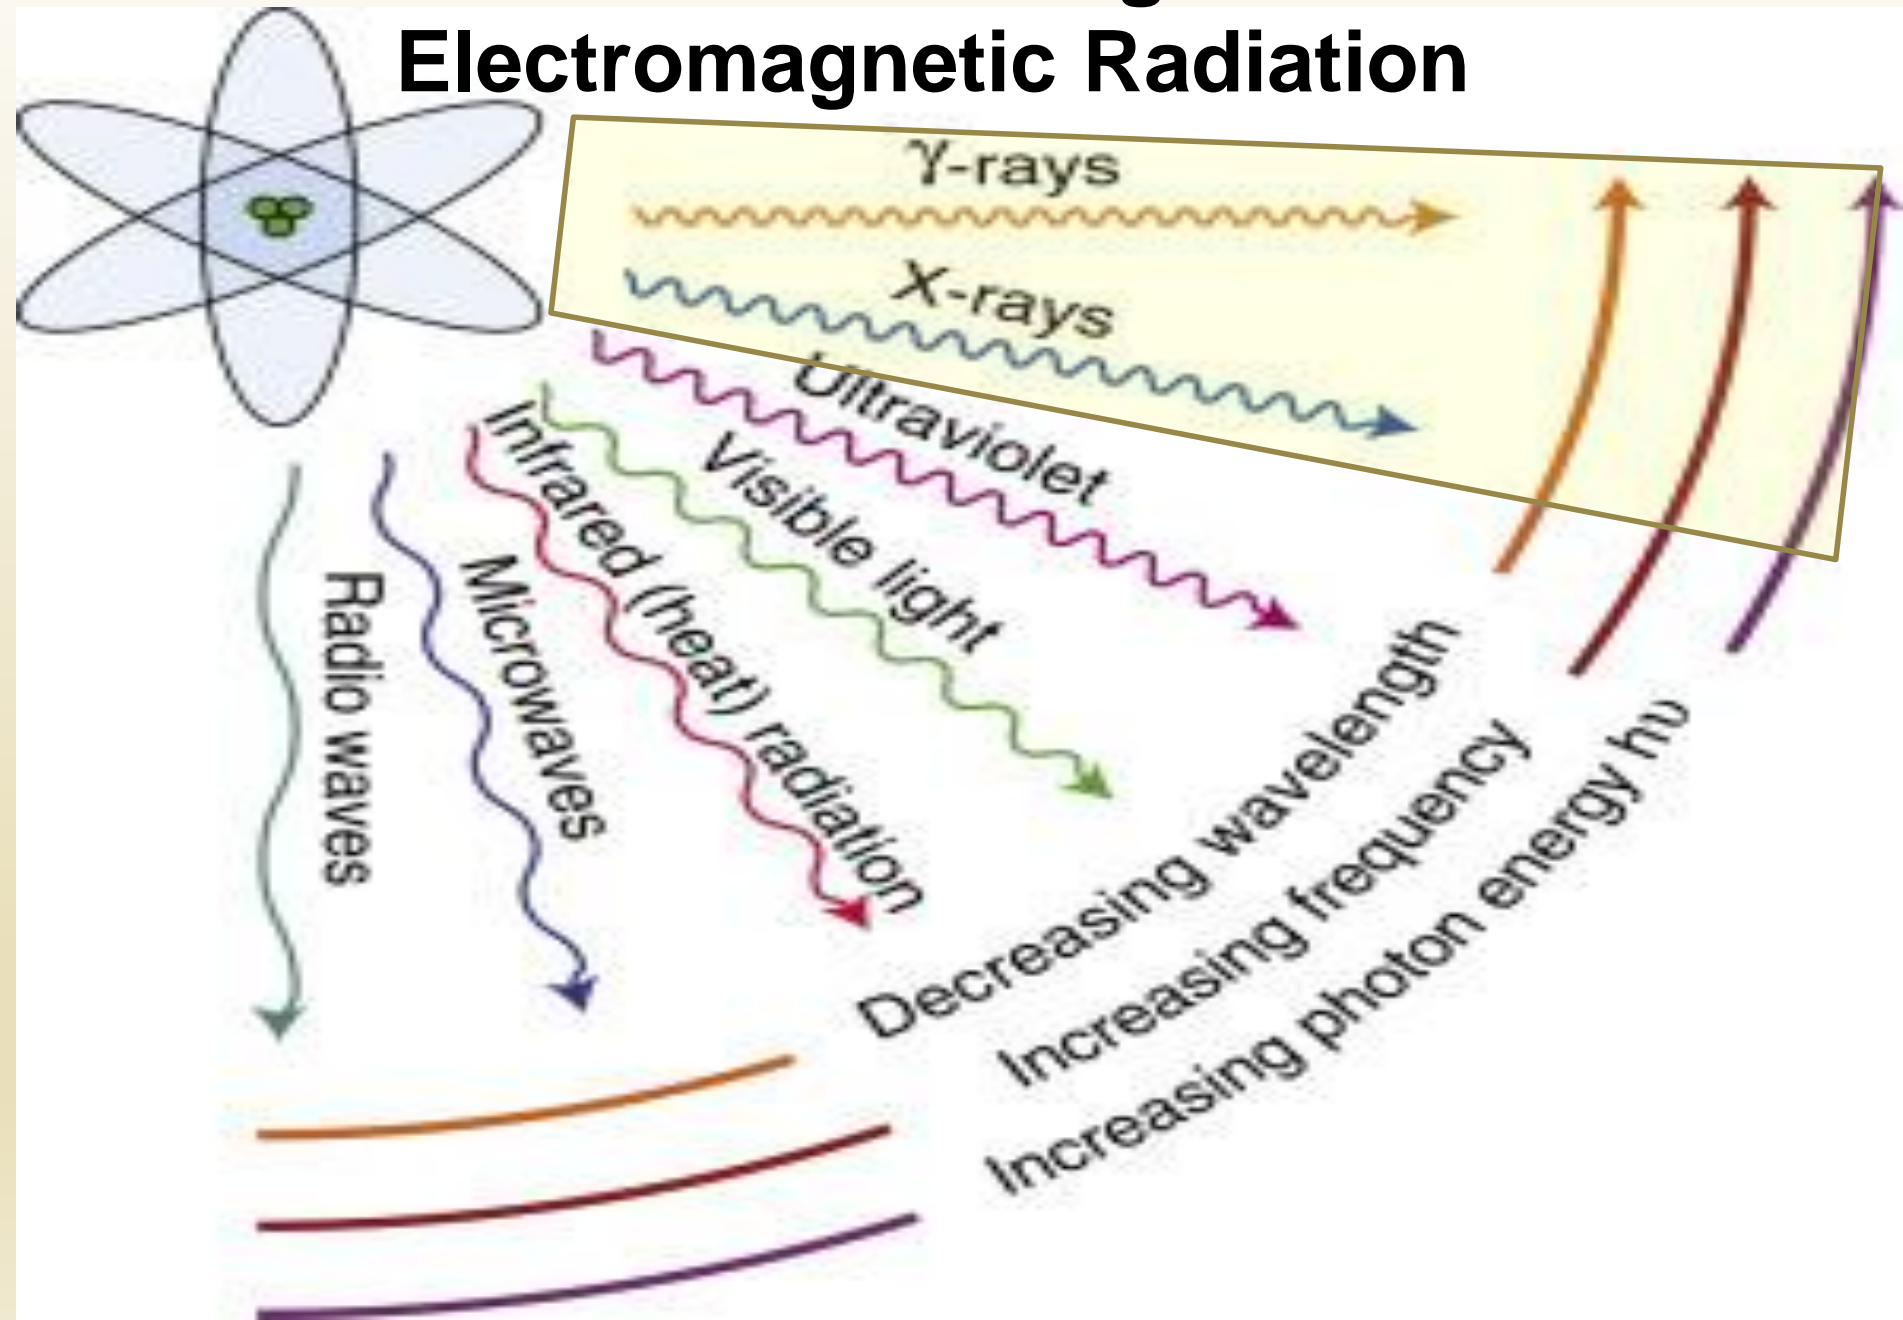 Electromagnetic Radiation
γ-rays
X-rays
Ultraviolet
Visible light
Infrared (heat) radiation
Microwaves
Radio waves
Decreasing wavelength
Increasing frequency
Increasing photon energy hυ